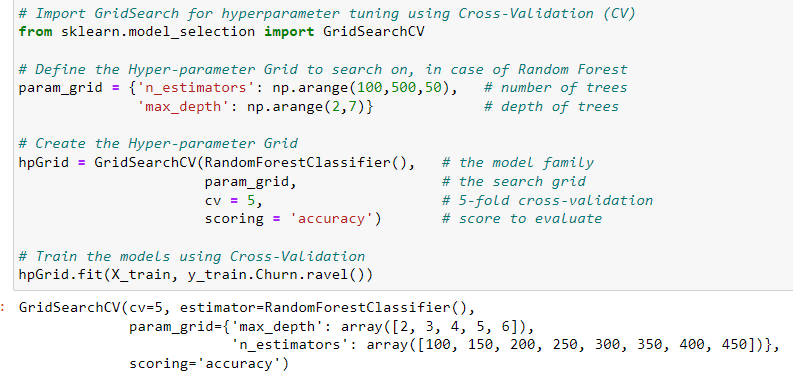 # Import GridSearch for hyperparameter tuning using Cross-Validation (CV)
from sklearn.model_selection import GridSearchCV
# Define the Hyper-parameter Grid to search on, in case of Random Forest
param_grid = {'n_estimators': np.arange(100,500,50),   # number of trees
              'max_depth': np.arange(2,7)}             # depth of trees
# Create the Hyper-parameter Grid
hpGrid = GridSearchCV(RandomForestClassifier(),   # the model family
                      param_grid,                 # the search grid
                      cv = 5,                     # 5-fold cross-validation
                      scoring = 'accuracy')       # score to evaluate
# Train the models using Cross-Validation
hpGrid.fit(X_train, y_train.Churn.ravel())
: GridSearchCV(cv=5, estimator=RandomForestClassifier(),
             param_grid={'max_depth': array([2, 3, 4, 5, 6]),
                         'n_estimators': array([100, 150, 200, 250, 300, 350, 400, 450])},
             scoring='accuracy')